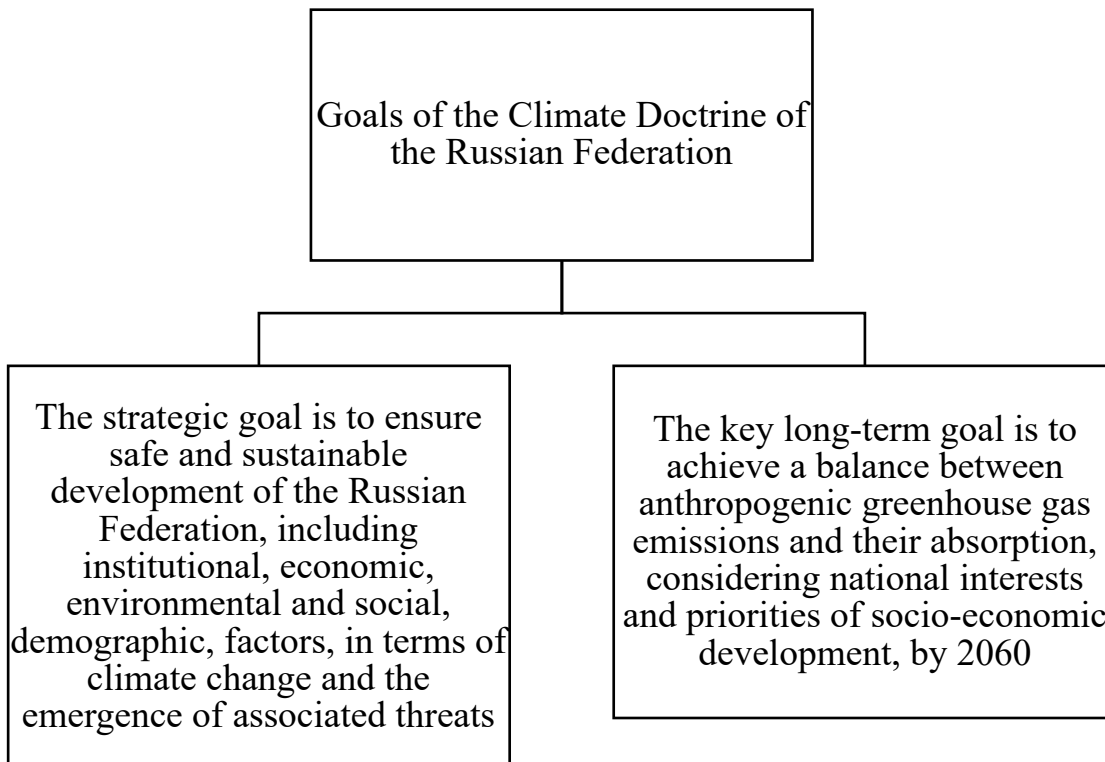 Goals of the Climate Doctrine of
the Russian Federation
The strategic goal is to ensure
safe and sustainable
development of the Russian
Federation, including
institutional, economic,
environmental and social,
demographic, factors, in terms of
climate change and the
emergence of associated threats
The key long-term goal is to
achieve a balance between
anthropogenic greenhouse gas
emissions and their absorption,
considering national interests
and priorities of socio-economic
development, by 2060